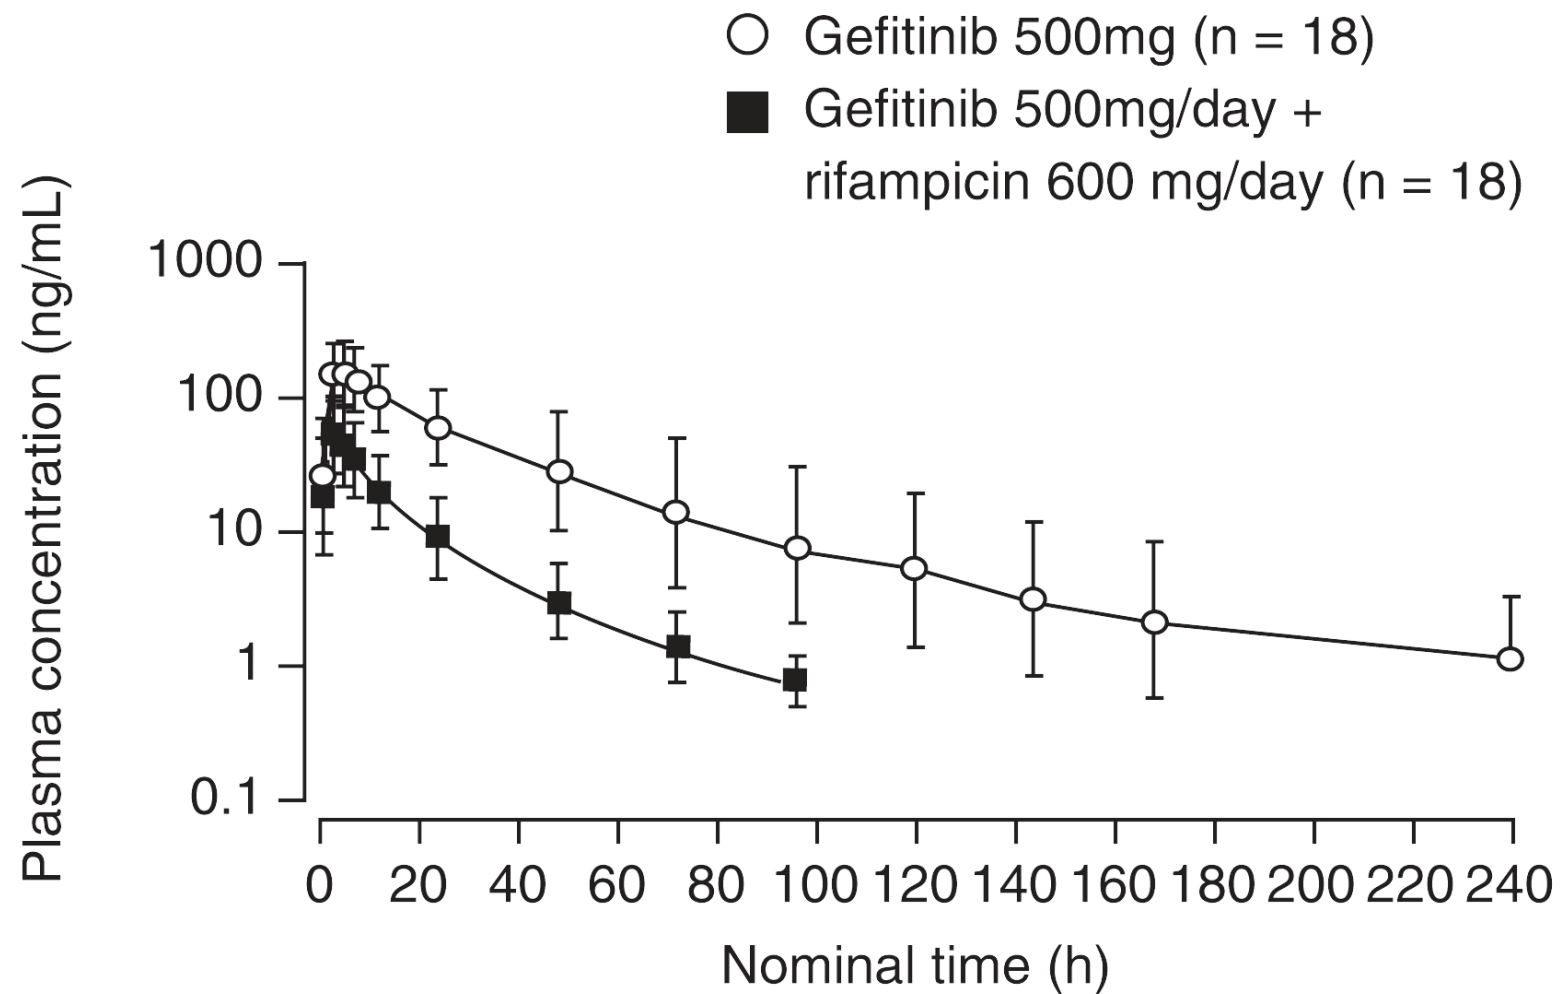 Gefitinib 500mg (n = 18)
Gefitinib 500mg/day +
rifampicin 600 mg/day (n = 18)
Plasma concentration (ng/mL)
1000
100
10
1
0.1
0 20 40 60 80 100 120 140 160 180 200 220 240
Nominal time (h)